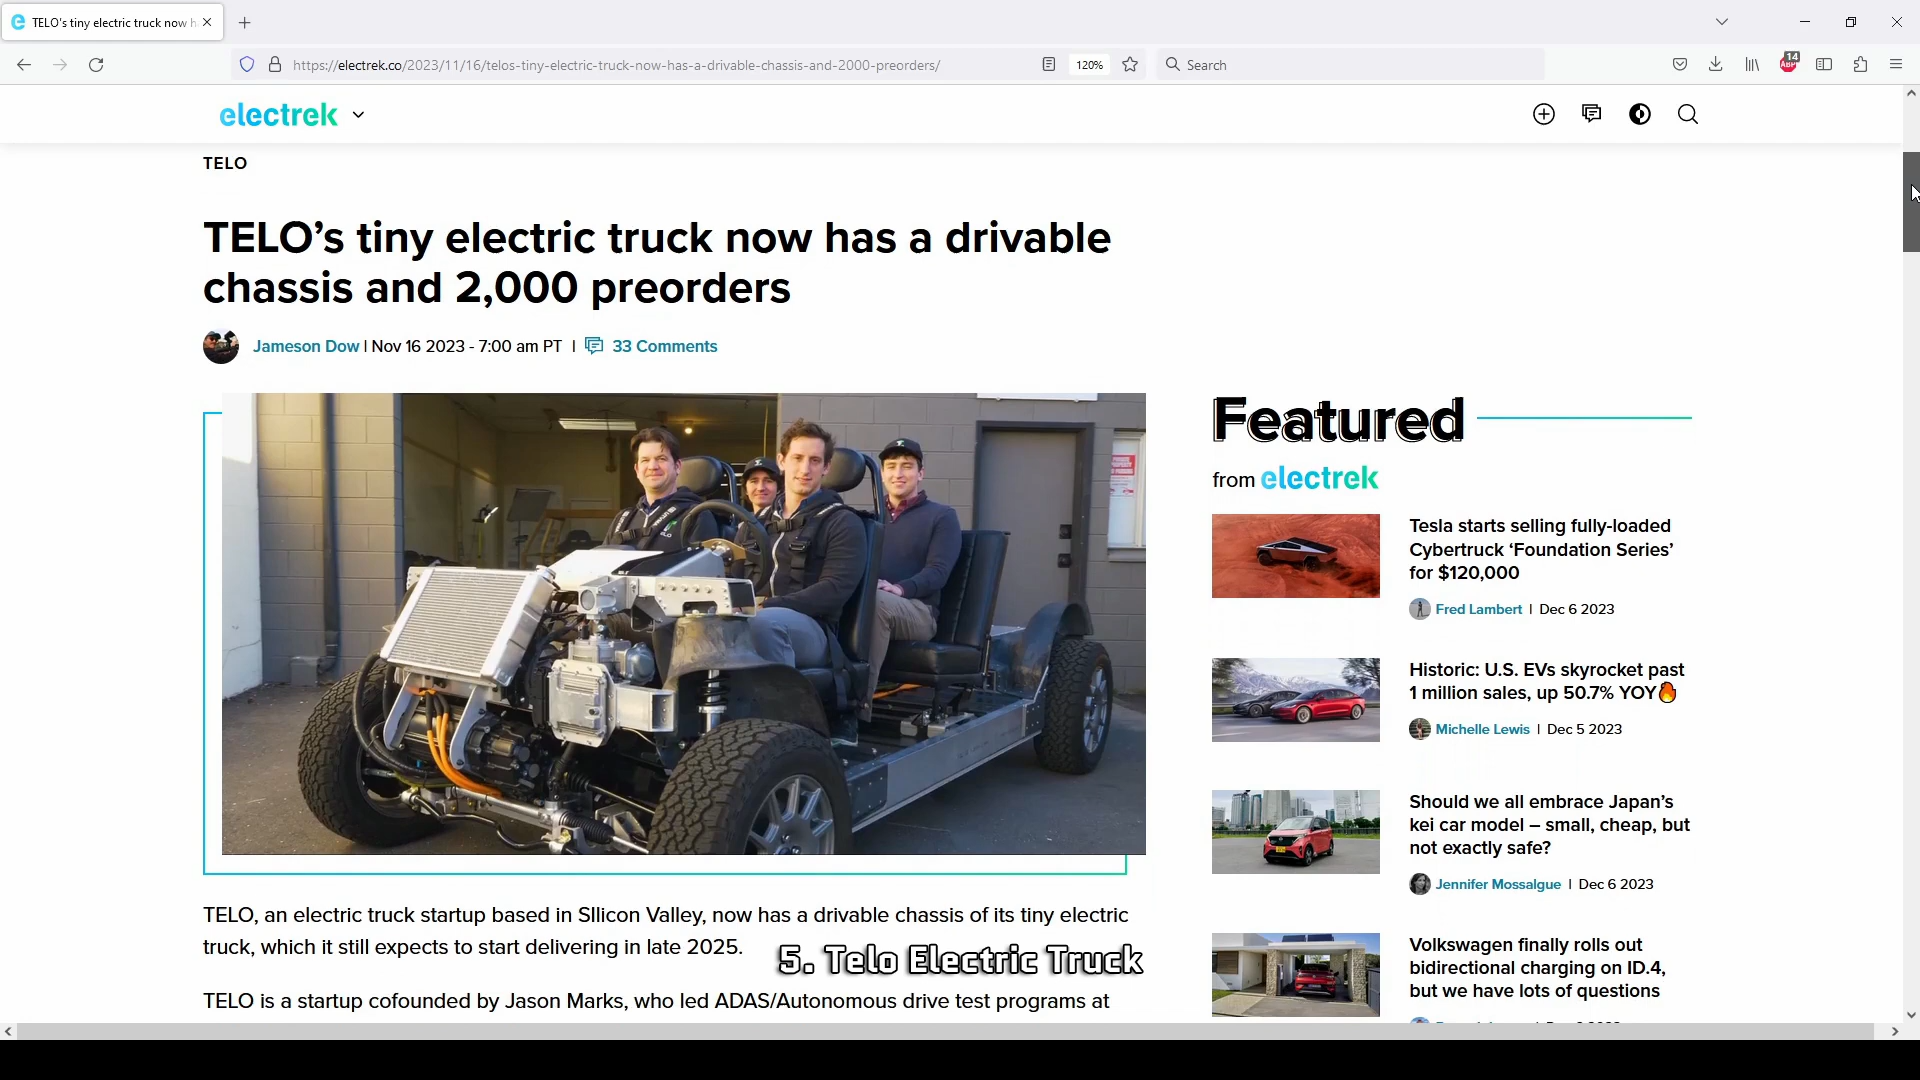 TELO's tiny electric truck now h
https://electrek.co/2023/11/16/telos-tiny-electric-truck-now-has-a-drivable-chassis-and-2000-preorders/
120%
Search
14
ABP
electrek
TELO
TELO’s tiny electric truck now has a drivable
chassis and 2,000 preorders
Jameson Dow | Nov 16 2023 - 7:00 am PT | 33 Comments
Featured
from electrek
Tesla starts selling fully-loaded
Cybertruck ‘Foundation Series’
for $120,000
Fred Lambert | Dec 6 2023
Historic: U.S. EVs skyrocket past
1 million sales, up 50.7% YOY🔥
Michelle Lewis | Dec 5 2023
Should we all embrace Japan’s
kei car model – small, cheap, but
not exactly safe?
Jennifer Mossalgue | Dec 6 2023
Volkswagen finally rolls out
bidirectional charging on ID.4,
but we have lots of questions
TELO, an electric truck startup based in SIlicon Valley, now has a drivable chassis of its tiny electric
truck, which it still expects to start delivering in late 2025.
5. Telo Electric Truck
TELO is a startup cofounded by Jason Marks, who led ADAS/Autonomous drive test programs at